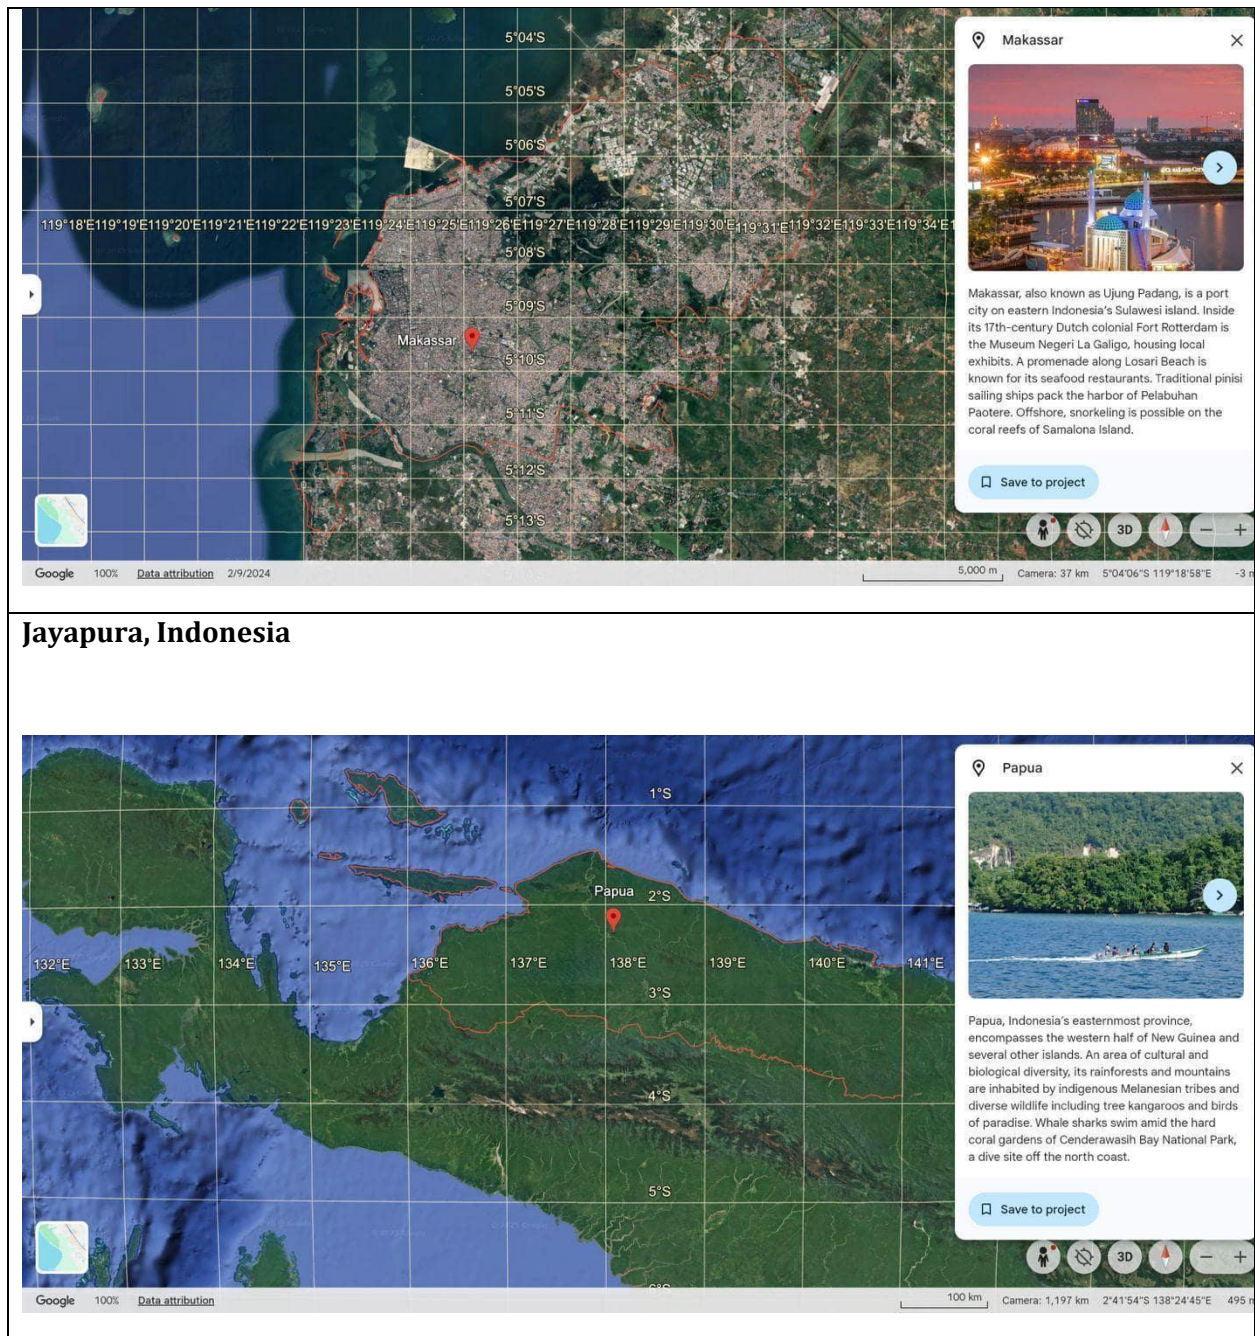 5°04'S
Makassar
5°05'S
5°06'S
5°07'S
119°18'E119°19'E119°20'E119°21'E119°22'E119°23'E119°24'E119°25'E119°26'E119°27'E119°28'E119°29'E119°30'E119°31'E119°32'E119°33'E119°34'E1
5°08'S
5°09'S
Makassar
5°10'S
5°11'S
5°12'S
5°13'S
Makassar, also known as Ujung Padang, is a port
city on eastern Indonesia's Sulawesi island. Inside
its 17th-century Dutch colonial Fort Rotterdam is
the Museum Negeri La Galigo, housing local
exhibits. A promenade along Losari Beach is
known for its seafood restaurants. Traditional pinisi
sailing ships pack the harbor of Pelabuhan
Paotere. Offshore, snorkeling is possible on the
coral reefs of Samalona Island.
Save to project
3D
Google 100% Data attribution 2/9/2024 5,000 m Camera: 37 km 5°04'06"S 119°18'58"E -3 m
Jayapura, Indonesia
Papua
1°S
Papua 2°S
132°E 133°E 134°E 135°E 136°E 137°E 138°E 139°E 140°E 141°E
3°S
4°S
5°S
6°S
Papua, Indonesia's easternmost province,
encompasses the western half of New Guinea and
several other islands. An area of cultural and
biological diversity, its rainforests and mountains
are inhabited by indigenous Melanesian tribes and
diverse wildlife including tree kangaroos and birds
of paradise. Whale sharks swim amid the hard
coral gardens of Cenderawasih Bay National Park,
a dive site off the north coast.
Save to project
3D
Google 100% Data attribution 100 km Camera: 1,197 km 2°41'54"S 138°24'45"E 495 m